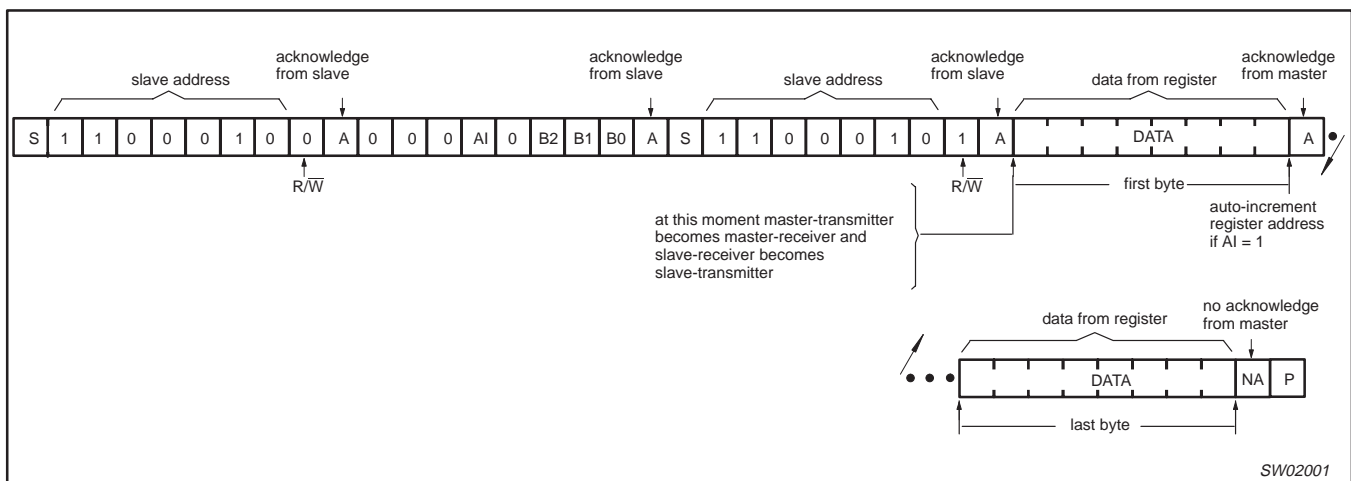 acknowledge
from slave
acknowledge
from slave
acknowledge
from slave
acknowledge
from master
slave address
slave address
data from register
S 1 1 0 0 0 1 0 0 A 0 0 0 AI 0 B2 B1 B0 A S 1 1 0 0 0 1 0 1 A DATA A
R/W̅
R/W̅
first byte
at this moment master-transmitter
becomes master-receiver and
slave-receiver becomes
slave-transmitter
auto-increment
register address
if AI = 1
data from register
no acknowledge
from master
DATA NA P
last byte
SW02001